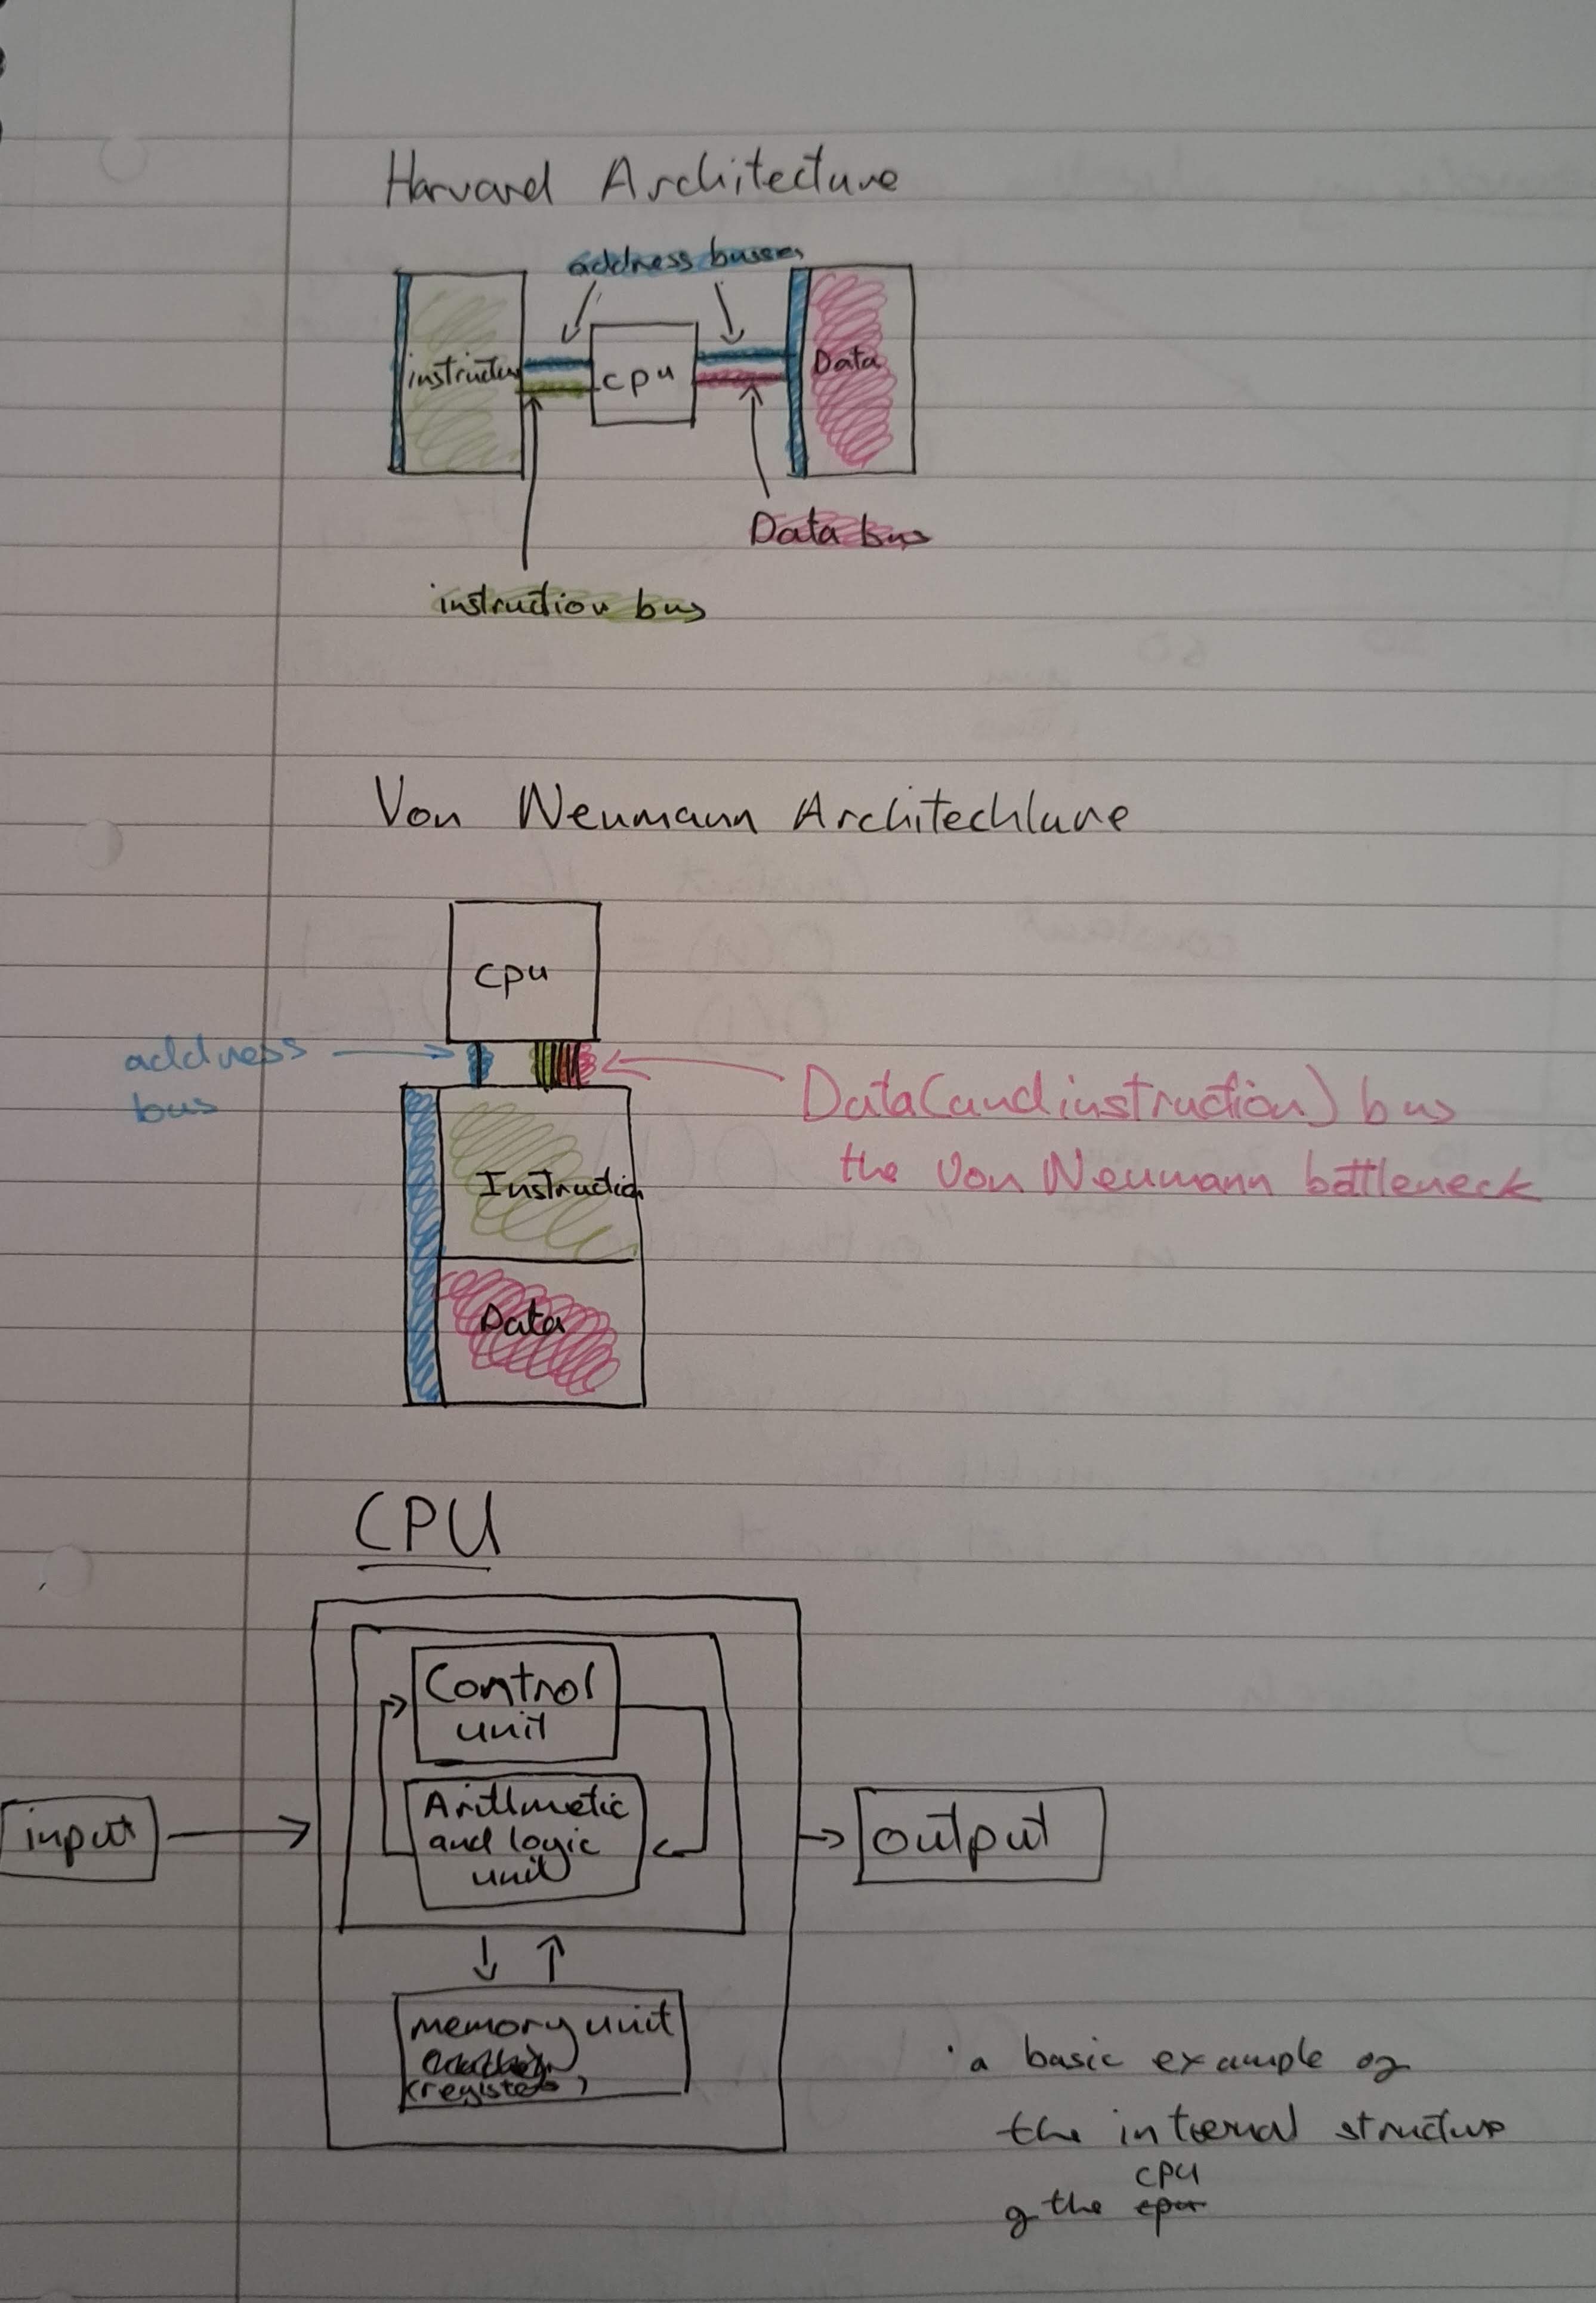 Harvard Architecture
address busses
instruction
cpu
Data
Data bus
instruction bus
Von Neumann Architechlure
cpu
address
bus
Data(and instruction) bus
the Von Neumann bottleneck
Instruction
Data
CPU
Control
unit
Arithmetic
and logic
unit
input
output
memory unit
(registers)
a basic example of
the internal structure
cpu
of the